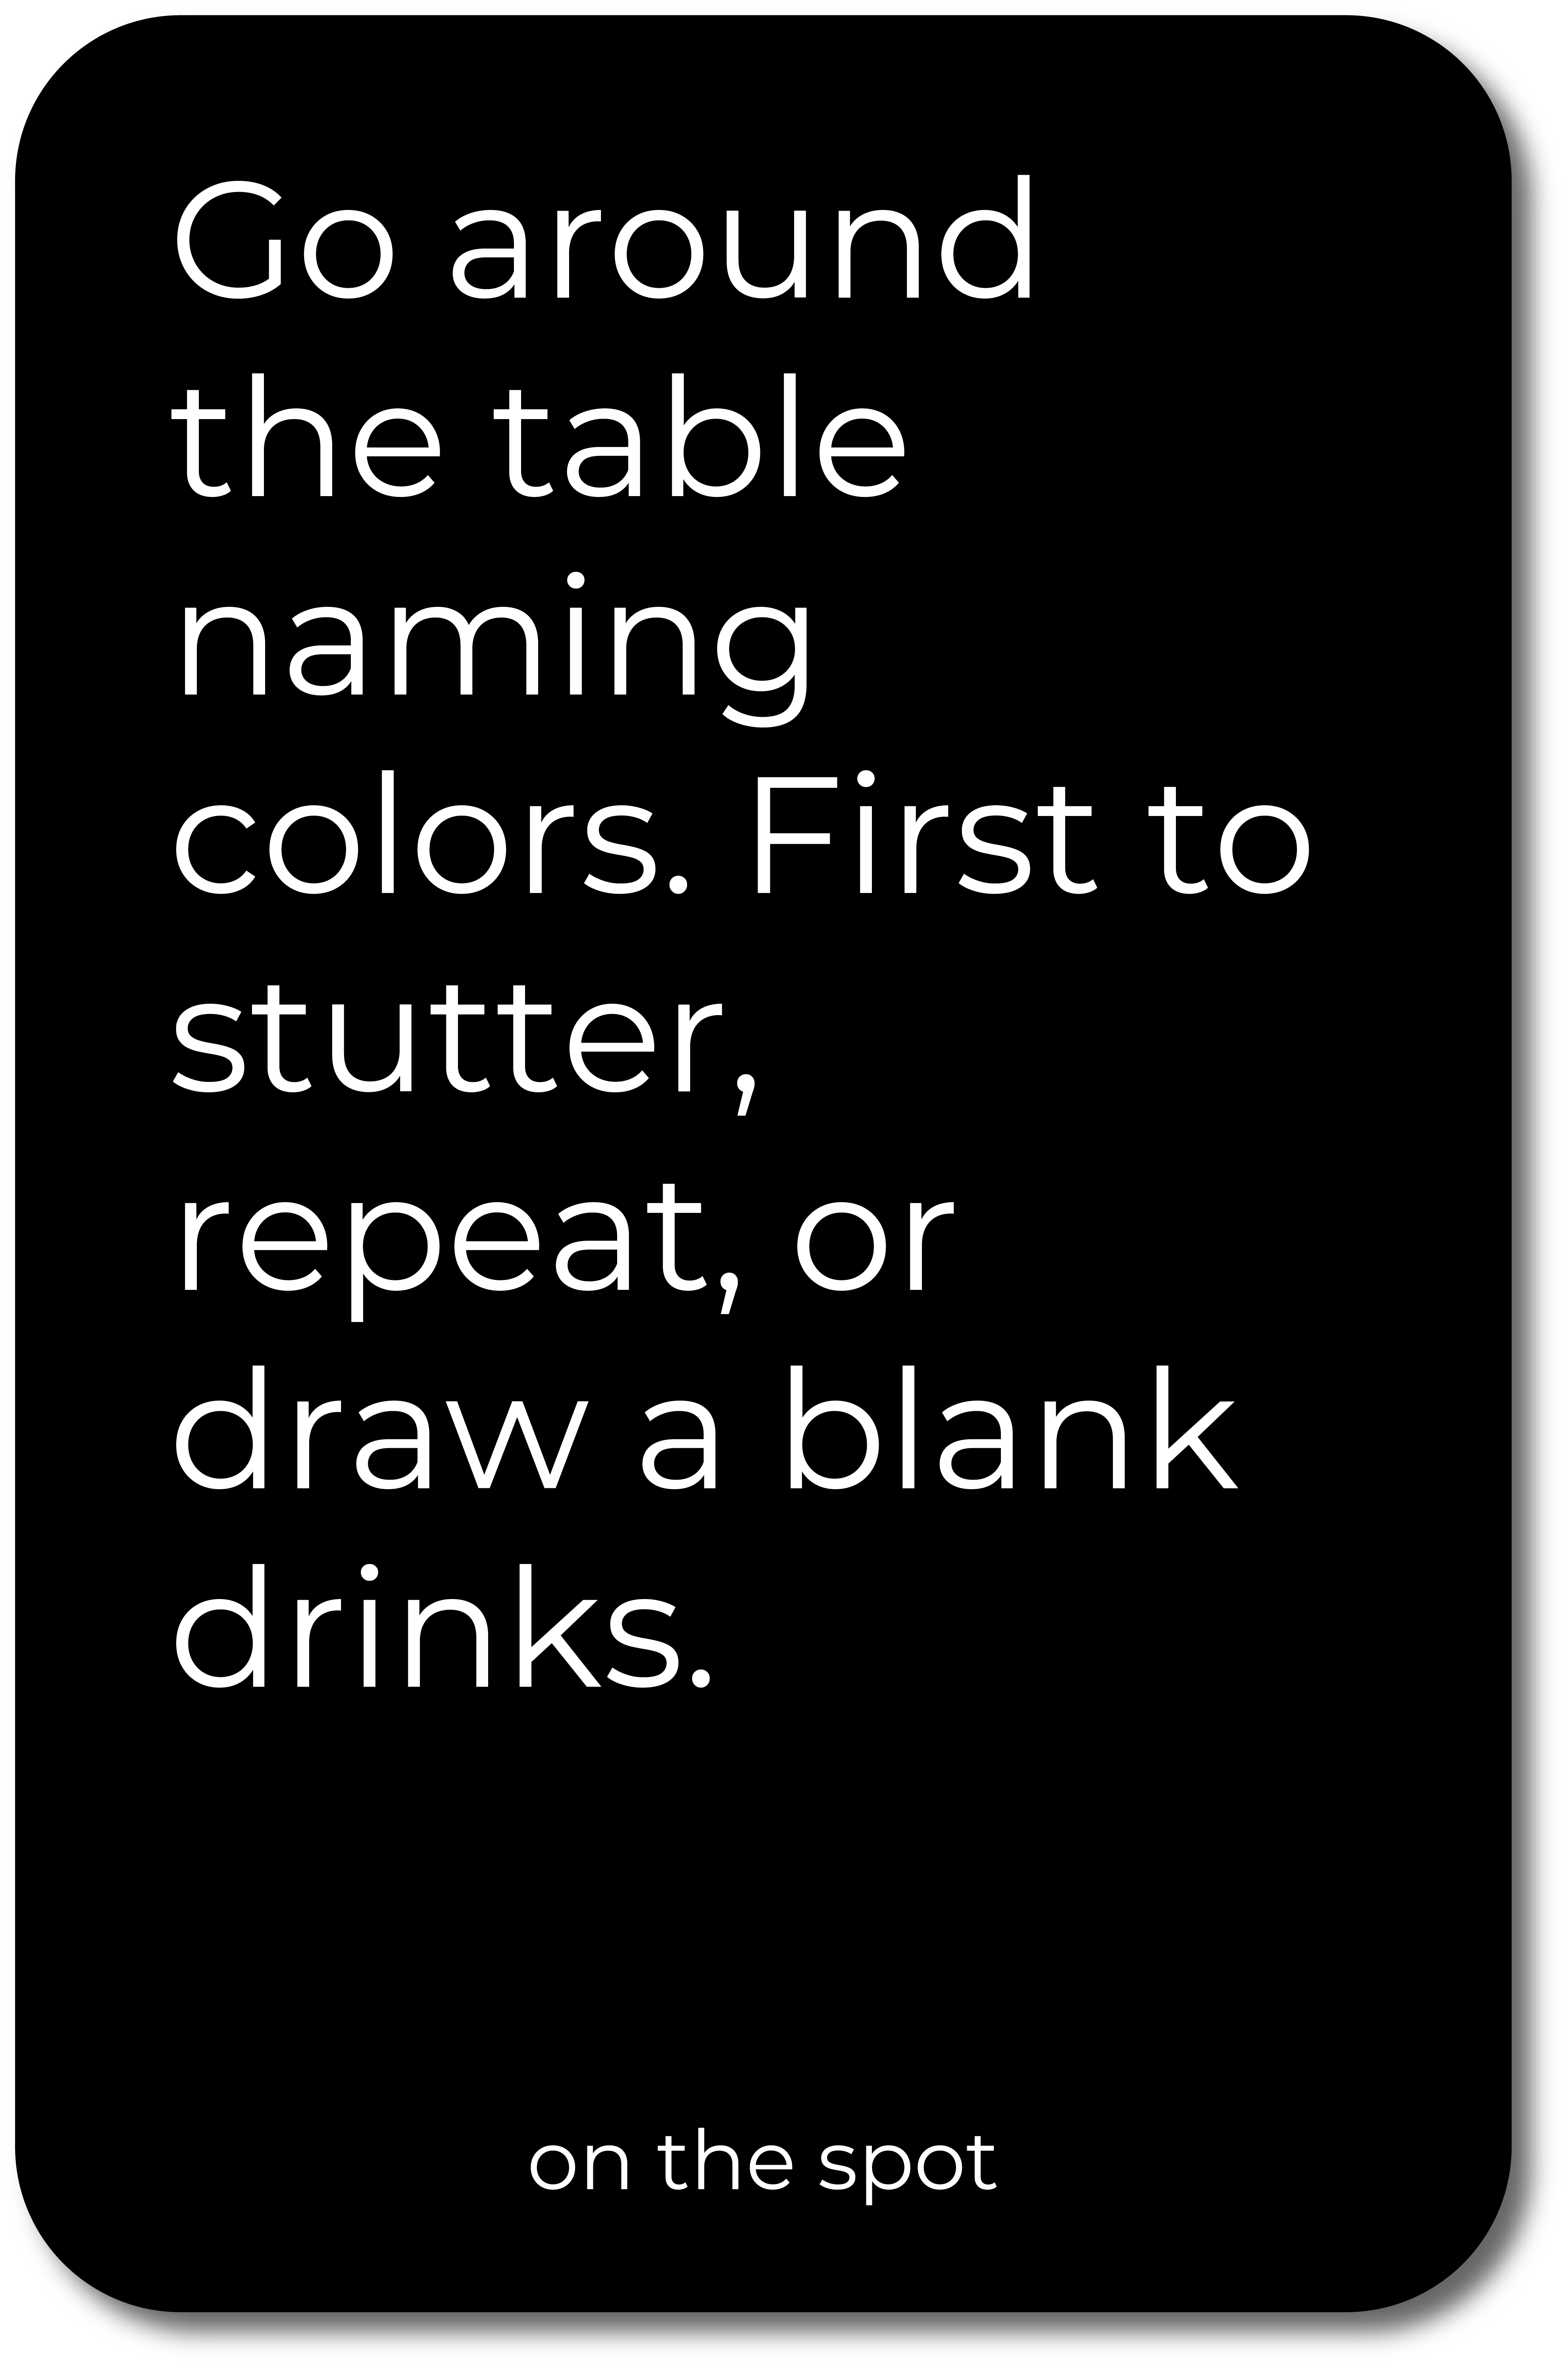 Go around
the table
naming
colors. First to
stutter,
repeat, or
draw a blank
drinks.
on the spot